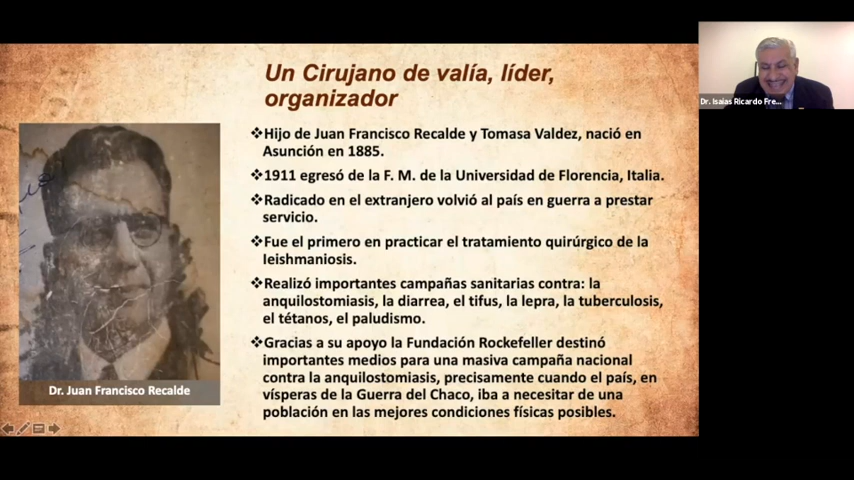 Un Cirujano de valía, líder,
organizador
❖Hijo de Juan Francisco Recalde y Tomasa Valdez, nació en
Asunción en 1885.
❖1911 egresó de la F. M. de la Universidad de Florencia, Italia.
❖Radicado en el extranjero volvió al país en guerra a prestar
servicio.
❖Fue el primero en practicar el tratamiento quirúrgico de la
leishmaniosis.
❖Realizó importantes campañas sanitarias contra: la
anquilostomiasis, la diarrea, el tifus, la lepra, la tuberculosis,
el tétanos, el paludismo.
❖Gracias a su apoyo la Fundación Rockefeller destinó
importantes medios para una masiva campaña nacional
contra la anquilostomiasis, precisamente cuando el país, en
vísperas de la Guerra del Chaco, iba a necesitar de una
población en las mejores condiciones físicas posibles.
Dr. Juan Francisco Recalde
Dr. Isaias Ricardo Fre...